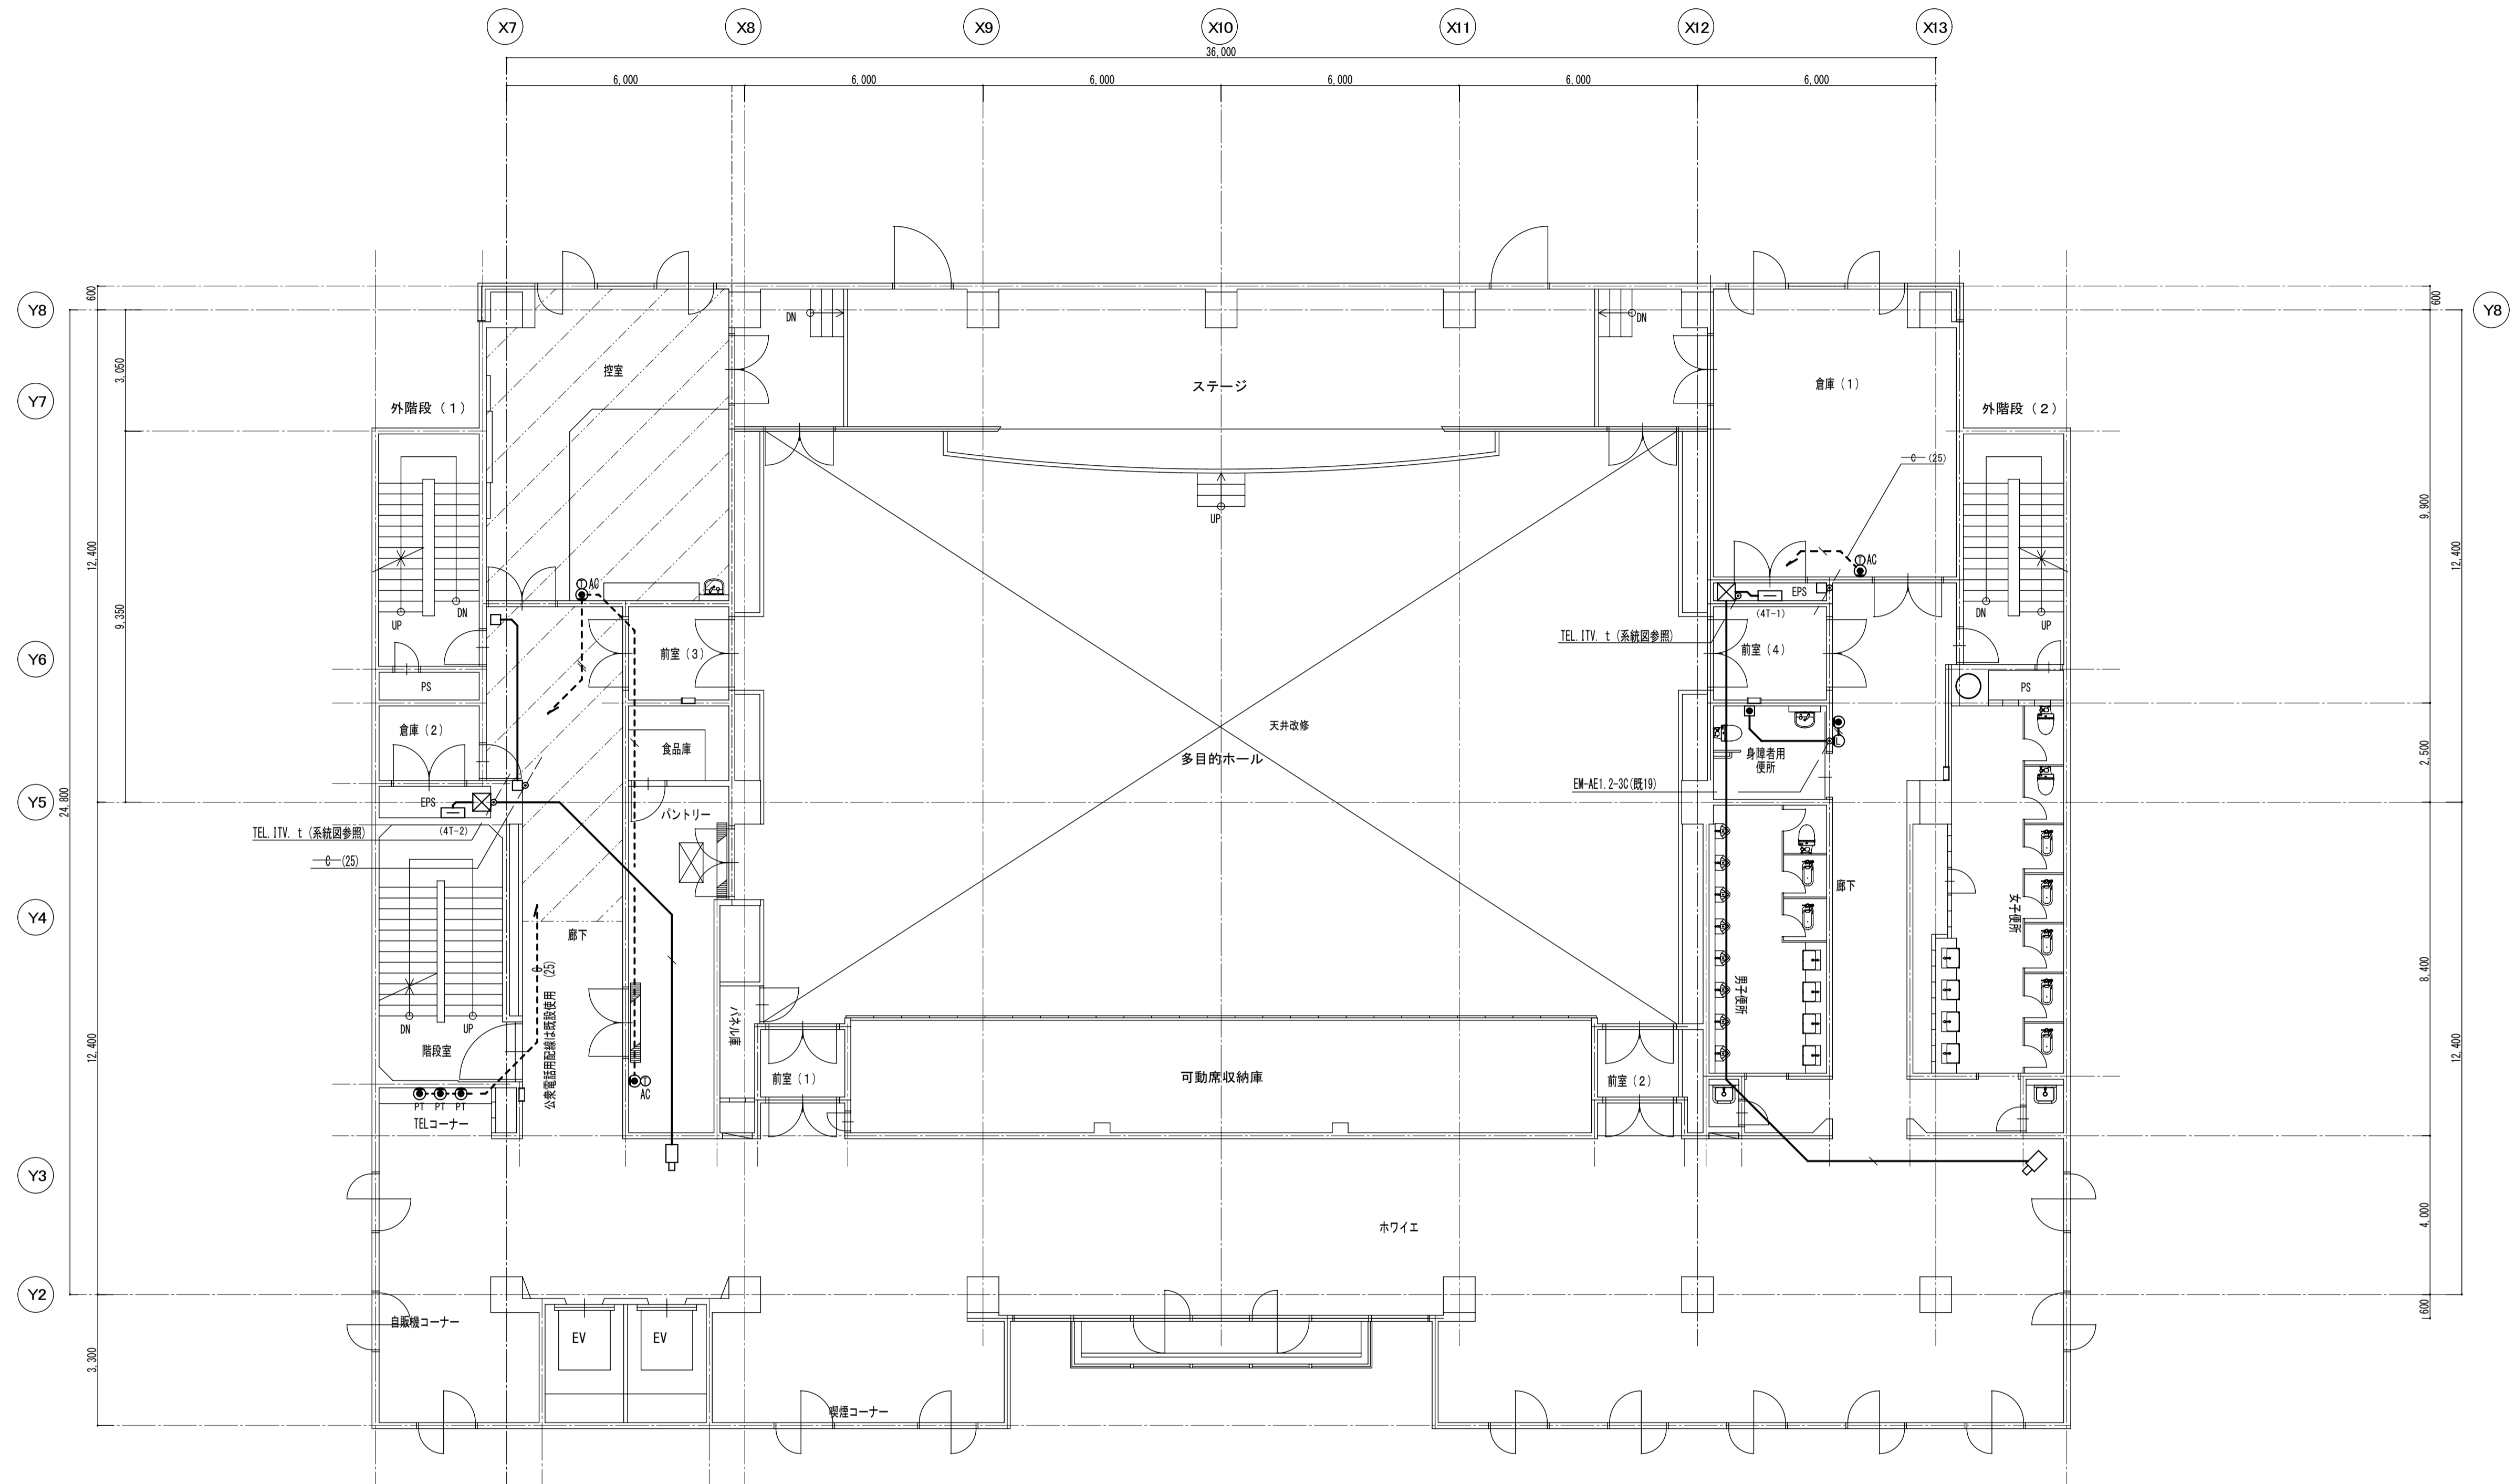 X7
X8
X9
X10
X11
X12
X13
36,000
6,000
6,000
6,000
6,000
6,000
6,000
600
600
Y8
Y8
DN
DN
3,050
控室
ステージ
倉庫（1）
Y7
外階段（1）
外階段（2）
C (25)
9,900
UP
12,400
12,400
AC
AC
EPS
DN
DN
9,350
(4T-1)
UP
UP
TEL.ITV. t (系統図参照)
Y6
前室（3）
前室（4）
PS
PS
倉庫（2）
天井改修
食品庫
身障者用
便所
2,500
多目的ホール
EM-AE1.2-3C(既19)
Y5
24,800
EPS
パントリー
(4T-2)
TEL.ITV. t (系統図参照)
C (25)
廊下
女子便所
Y4
廊下
C (25)
8,400
公衆電話用配線は既設使用
男子便所
パネル庫
DN
UP
12,400
階段室
12,400
前室（1）
可動席収納庫
前室（2）
AC
PT
PT
PT
TELコーナー
Y3
ホワイエ
4,000
Y2
600
自販機コーナー
EV
EV
3,300
喫煙コーナー